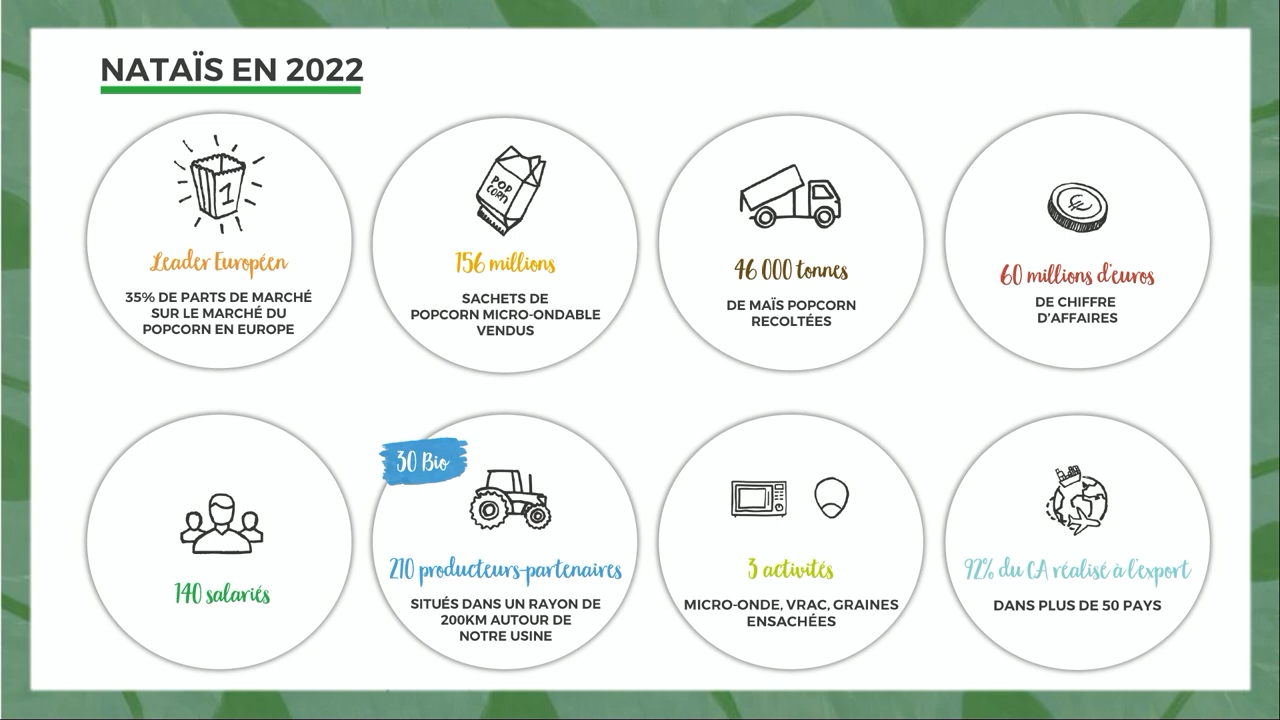 NATAÏS EN 2022
1
Leader Européen
35% DE PARTS DE MARCHÉ
SUR LE MARCHÉ DU
POPCORN EN EUROPE
POP
CORN
156 millions
SACHETS DE
POPCORN MICRO-ONDABLE
VENDUS
46 000 tonnes
DE MAÏS POPCORN
RECOLTÉES
€
60 millions d'euros
DE CHIFFRE
D'AFFAIRES
140 salariés
30 Bio
210 producteurs-partenaires
SITUÉS DANS UN RAYON DE
200KM AUTOUR DE
NOTRE USINE
3 activités
MICRO-ONDE, VRAC, GRAINES
ENSACHÉES
92% du CA réalisé à l'export
DANS PLUS DE 50 PAYS